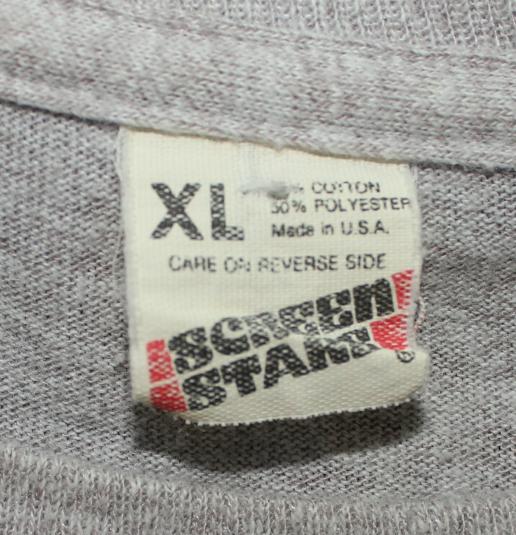 XL
% COTTON
50% POLYESTER
Made in U.S.A.
CARE ON REVERSE SIDE
SCREEN
STARS®